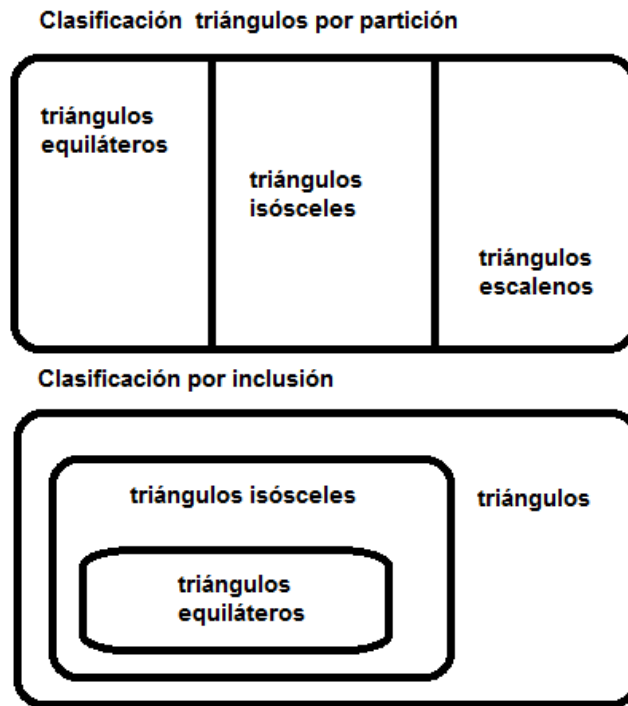 Clasificación triángulos por partición
triángulos
equiláteros
triángulos
isósceles
triángulos
escalenos
Clasificación por inclusión
triángulos isósceles
triángulos
triángulos
equiláteros